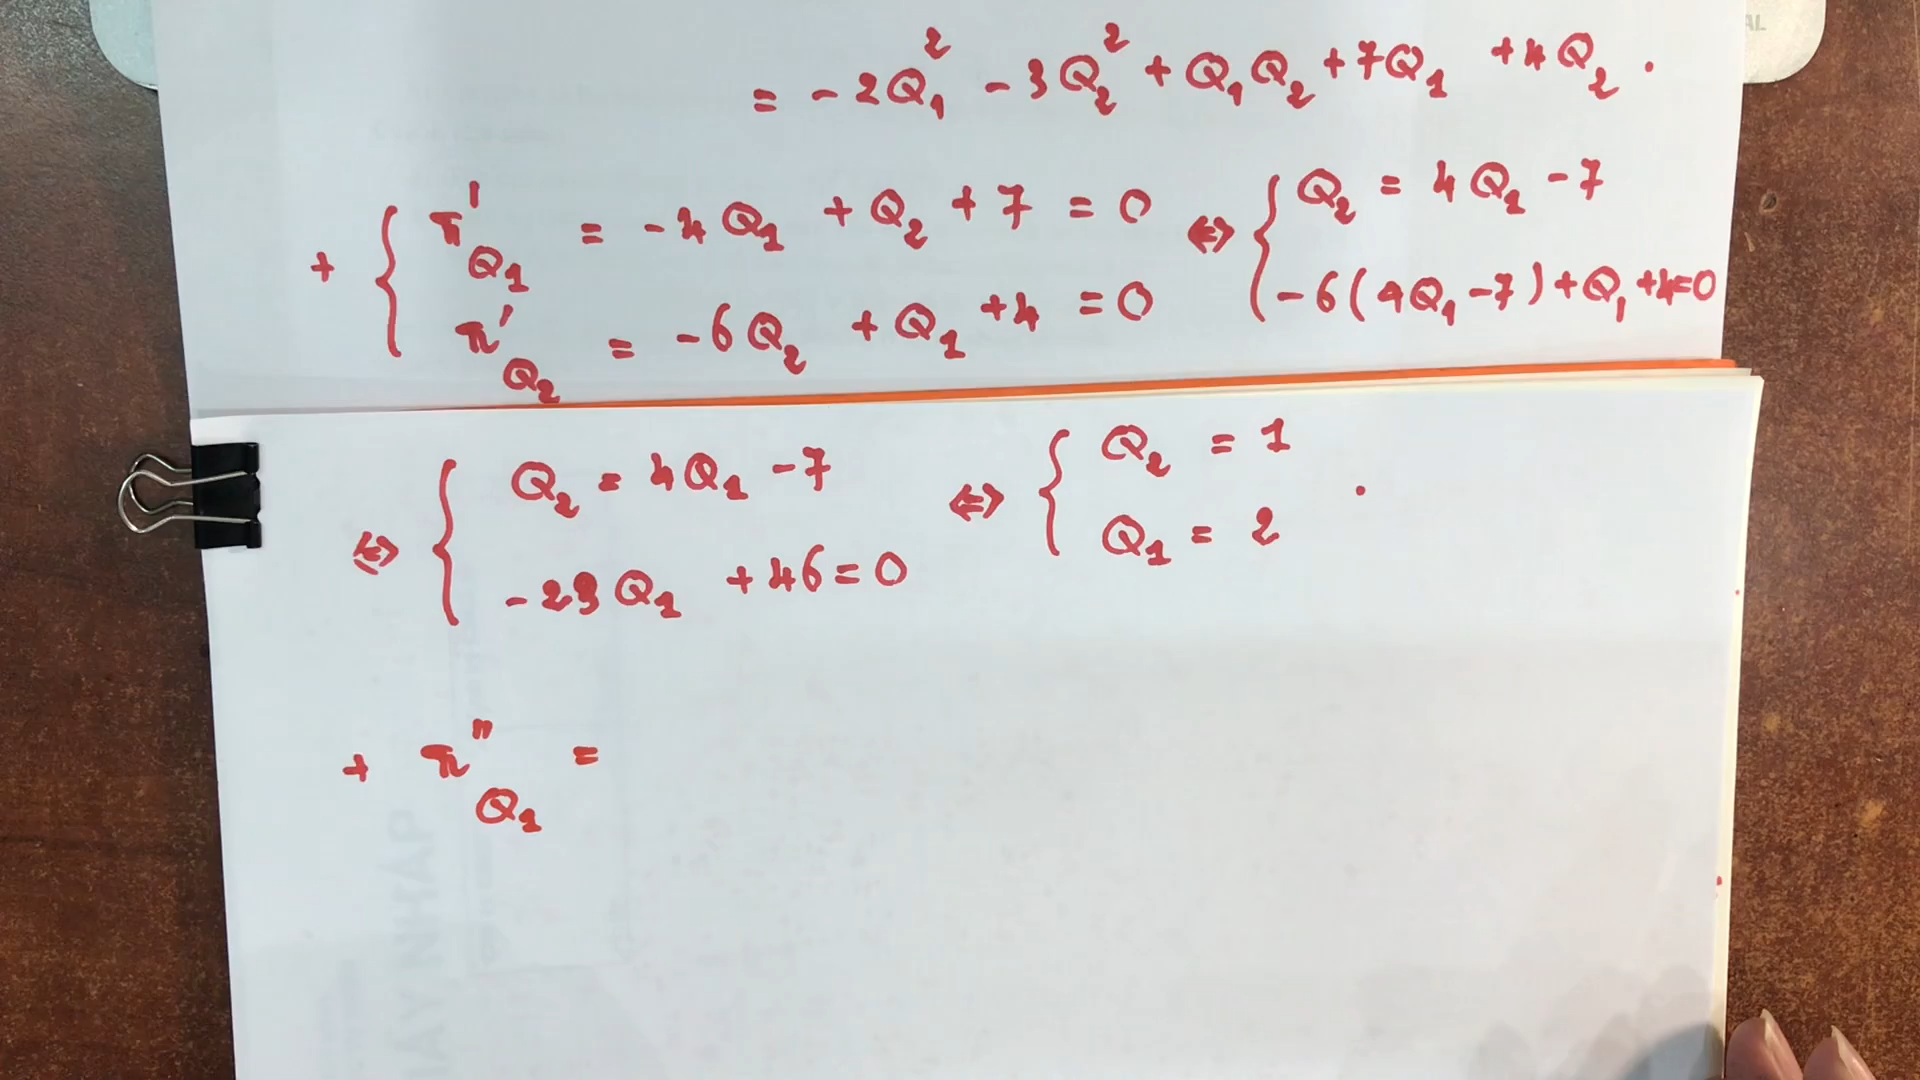 = -2Q₁² - 3Q₂² + Q₁Q₂ + 7Q₁ + 4Q₂ .
+ { π'Q₁ = -4Q₁ + Q₂ + 7 = 0 ⇔ { Q₂ = 4Q₁ - 7
π'Q₂ = -6Q₂ + Q₁ + 4 = 0 -6(4Q₁ - 7) + Q₁ + 4 = 0
⇔ { Q₂ = 4Q₁ - 7 ⇔ { Q₂ = 1 .
-23Q₁ + 46 = 0 Q₁ = 2
+ π''Q₁ =
AL